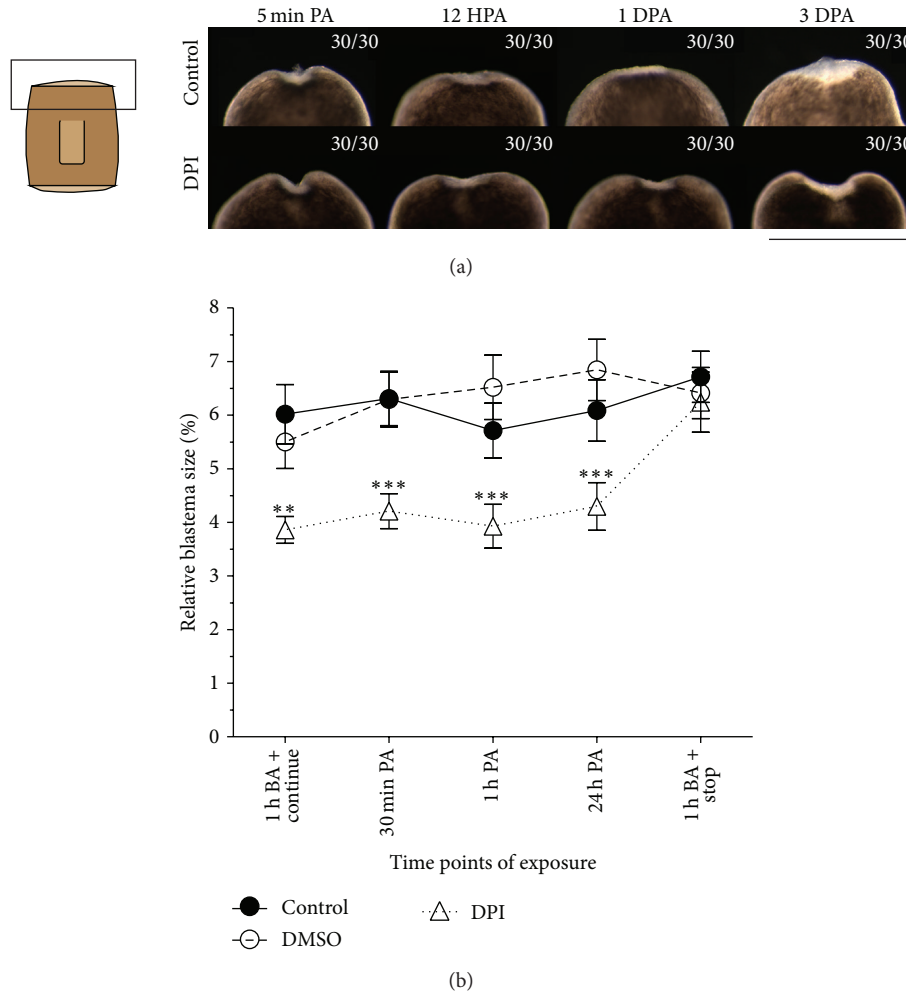 5 min PA 12 HPA 1 DPA 3 DPA
Control 30/30 30/30 30/30 30/30
DPI 30/30 30/30 30/30 30/30
(a)
8
7
6
5
4
3
2
1
0
Relative blastema size (%)
** *** *** ***
1 h BA +
continue
30 min PA
1 h PA
24 h PA
1 h BA +
stop
Time points of exposure
Control DPI
DMSO
(b)